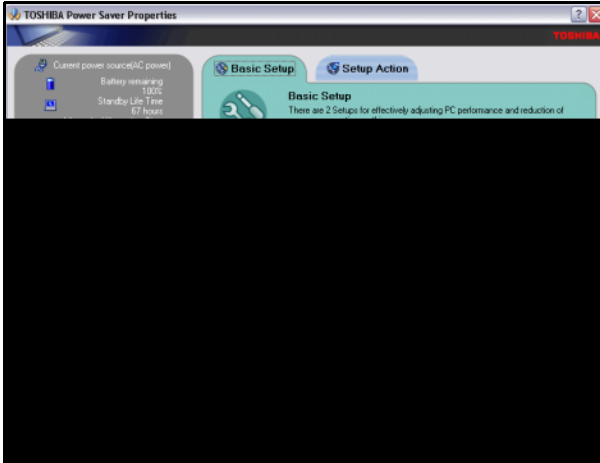 TOSHIBA Power Saver Properties
TOSHIBA
Current power source(AC power)
Battery remaining
100%
Standby Life Time
67 hours
Basic Setup
Setup Action
Basic Setup
There are 2 Setups for effectively adjusting PC performance and reduction of